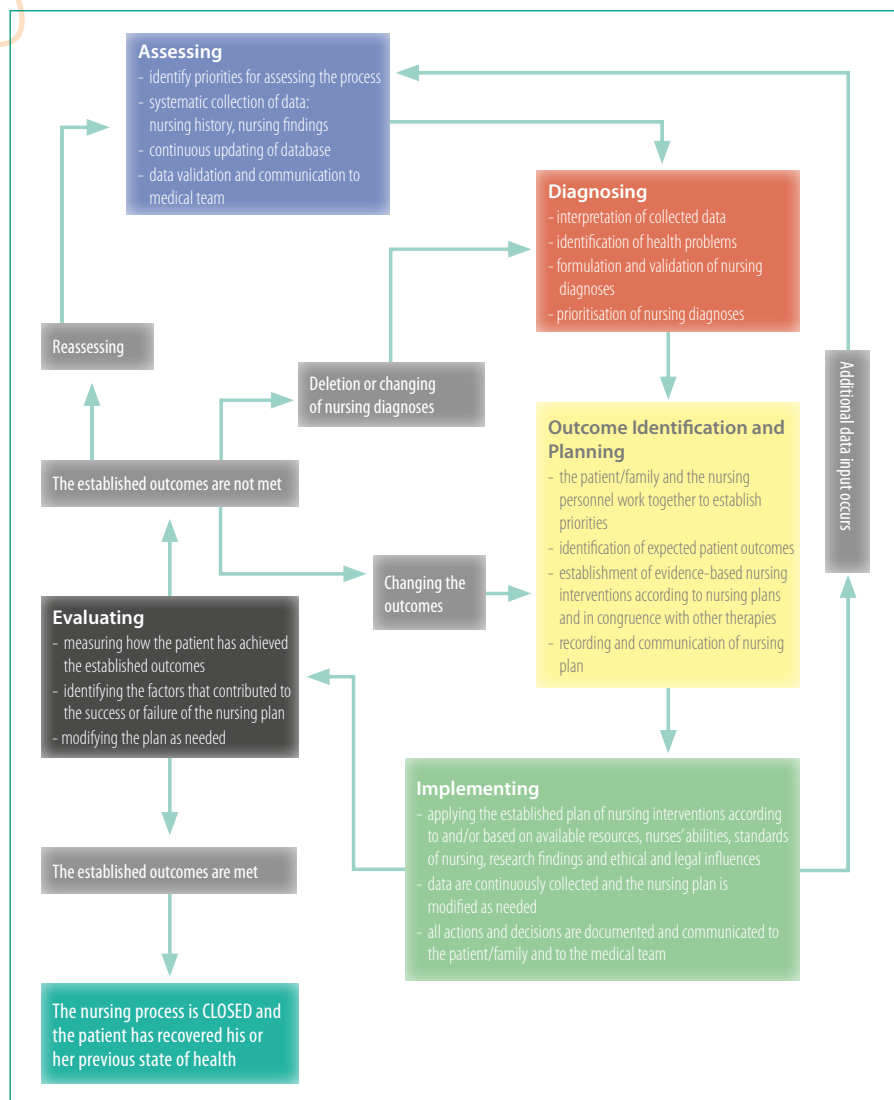 Assessing
- identify priorities for assessing the process
- systematic collection of data:
nursing history, nursing findings
- continuous updating of database
- data validation and communication to
medical team
Diagnosing
- interpretation of collected data
- identification of health problems
- formulation and validation of nursing
diagnoses
- prioritisation of nursing diagnoses
Reassessing
Deletion or changing
of nursing diagnoses
Additional data input occurs
Outcome Identification and
Planning
- the patient/family and the nursing
personnel work together to establish
priorities
- identification of expected patient outcomes
- establishment of evidence-based nursing
interventions according to nursing plans
and in congruence with other therapies
- recording and communication of nursing
plan
The established outcomes are not met
Changing the
outcomes
Evaluating
- measuring how the patient has achieved
the established outcomes
- identifying the factors that contributed to
the success or failure of the nursing plan
- modifying the plan as needed
Implementing
- applying the established plan of nursing interventions according
to and/or based on available resources, nurses' abilities, standards
of nursing, research findings and ethical and legal influences
- data are continuously collected and the nursing plan is
modified as needed
- all actions and decisions are documented and communicated to
the patient/family and to the medical team
The established outcomes are met
The nursing process is CLOSED and
the patient has recovered his or
her previous state of health